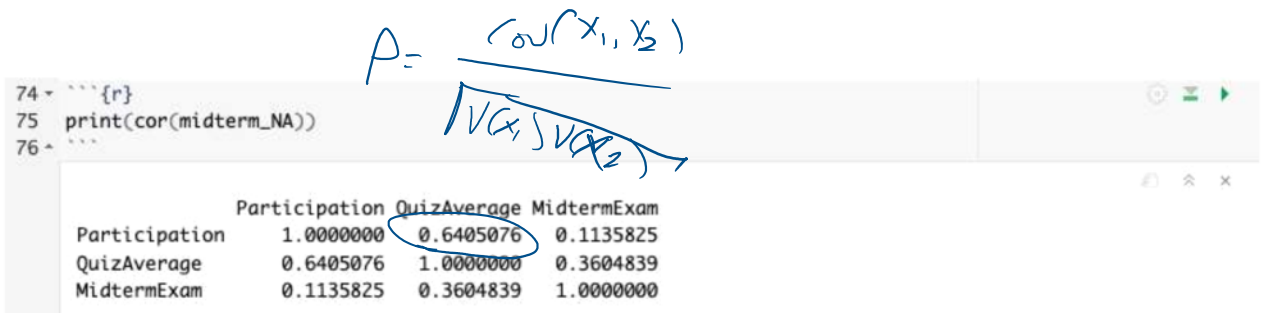 ρ = Cov(X₁, X₂)
√V(X₁) V(X₂)
74 ```{r}
75 print(cor(midterm_NA))
76 ```
Participation QuizAverage MidtermExam
Participation 1.0000000 0.6405076 0.1135825
QuizAverage 0.6405076 1.0000000 0.3604839
MidtermExam 0.1135825 0.3604839 1.0000000